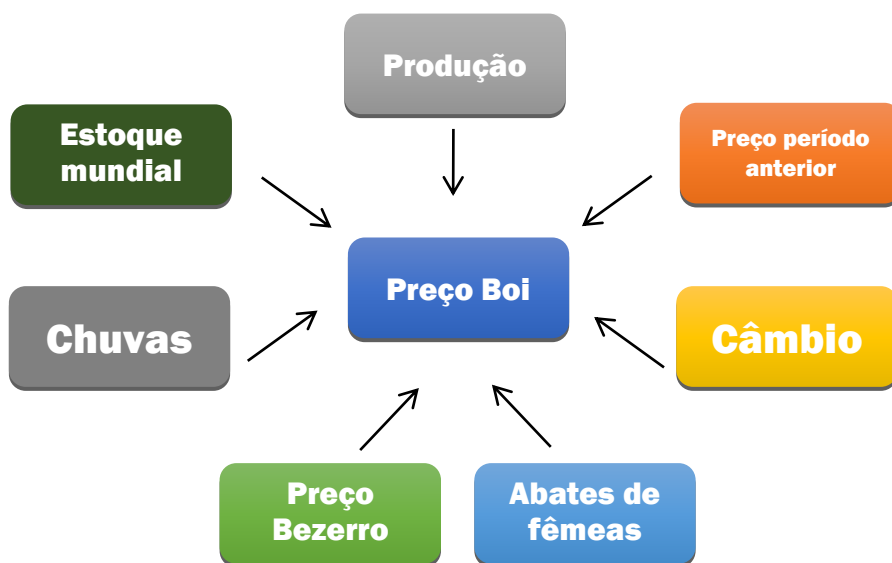 Produção
Estoque
mundial
Preço período
anterior
Preço Boi
Chuvas
Câmbio
Preço
Bezerro
Abates de
fêmeas